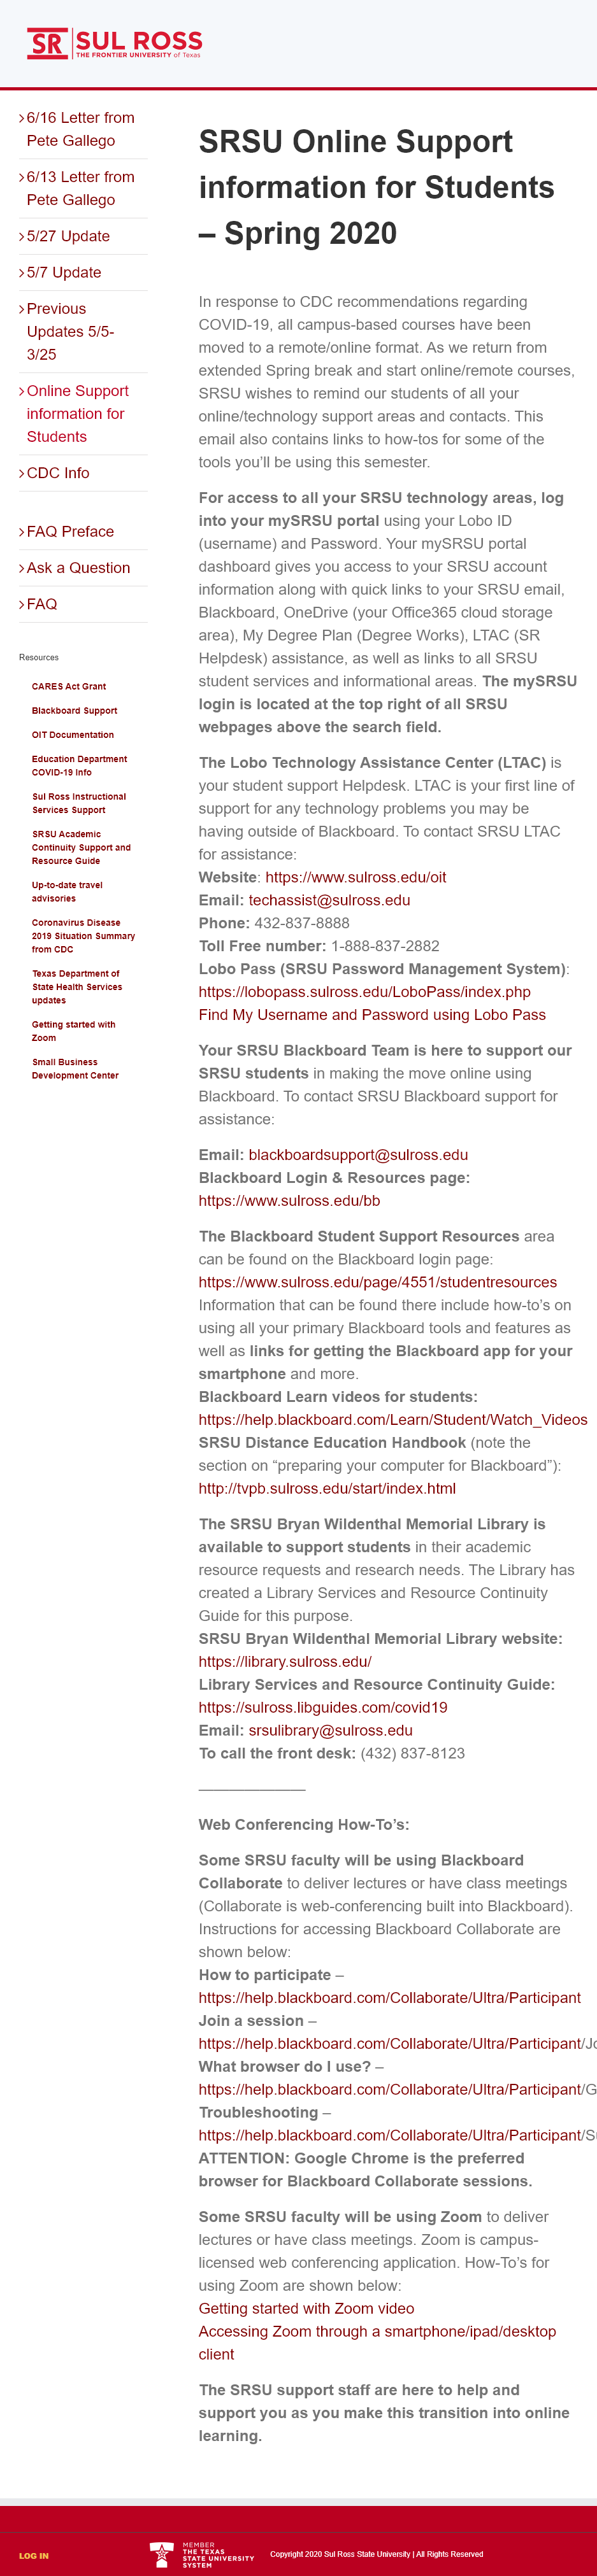 SR SUL ROSS
THE FRONTIER UNIVERSITY of Texas
6/16 Letter from
Pete Gallego
6/13 Letter from
Pete Gallego
5/27 Update
5/7 Update
Previous
Updates 5/5-
3/25
Online Support
information for
Students
CDC Info
FAQ Preface
Ask a Question
FAQ
Resources
CARES Act Grant
Blackboard Support
OIT Documentation
Education Department
COVID-19 Info
Sul Ross Instructional
Services Support
SRSU Academic
Continuity Support and
Resource Guide
Up-to-date travel
advisories
Coronavirus Disease
2019 Situation Summary
from CDC
Texas Department of
State Health Services
updates
Getting started with
Zoom
Small Business
Development Center
SRSU Online Support
information for Students
– Spring 2020
In response to CDC recommendations regarding
COVID-19, all campus-based courses have been
moved to a remote/online format. As we return from
extended Spring break and start online/remote courses,
SRSU wishes to remind our students of all your
online/technology support areas and contacts. This
email also contains links to how-tos for some of the
tools you’ll be using this semester.
For access to all your SRSU technology areas, log
into your mySRSU portal using your Lobo ID
(username) and Password. Your mySRSU portal
dashboard gives you access to your SRSU account
information along with quick links to your SRSU email,
Blackboard, OneDrive (your Office365 cloud storage
area), My Degree Plan (Degree Works), LTAC (SR
Helpdesk) assistance, as well as links to all SRSU
student services and informational areas. The mySRSU
login is located at the top right of all SRSU
webpages above the search field.
The Lobo Technology Assistance Center (LTAC) is
your student support Helpdesk. LTAC is your first line of
support for any technology problems you may be
having outside of Blackboard. To contact SRSU LTAC
for assistance:
Website: https://www.sulross.edu/oit
Email: techassist@sulross.edu
Phone: 432-837-8888
Toll Free number: 1-888-837-2882
Lobo Pass (SRSU Password Management System):
https://lobopass.sulross.edu/LoboPass/index.php
Find My Username and Password using Lobo Pass
Your SRSU Blackboard Team is here to support our
SRSU students in making the move online using
Blackboard. To contact SRSU Blackboard support for
assistance:
Email: blackboardsupport@sulross.edu
Blackboard Login & Resources page:
https://www.sulross.edu/bb
The Blackboard Student Support Resources area
can be found on the Blackboard login page:
https://www.sulross.edu/page/4551/studentresources
Information that can be found there include how-to’s on
using all your primary Blackboard tools and features as
well as links for getting the Blackboard app for your
smartphone and more.
Blackboard Learn videos for students:
https://help.blackboard.com/Learn/Student/Watch_Videos
SRSU Distance Education Handbook (note the
section on “preparing your computer for Blackboard”):
http://tvpb.sulross.edu/start/index.html
The SRSU Bryan Wildenthal Memorial Library is
available to support students in their academic
resource requests and research needs. The Library has
created a Library Services and Resource Continuity
Guide for this purpose.
SRSU Bryan Wildenthal Memorial Library website:
https://library.sulross.edu/
Library Services and Resource Continuity Guide:
https://sulross.libguides.com/covid19
Email: srsulibrary@sulross.edu
To call the front desk: (432) 837-8123
Web Conferencing How-To’s:
Some SRSU faculty will be using Blackboard
Collaborate to deliver lectures or have class meetings
(Collaborate is web-conferencing built into Blackboard).
Instructions for accessing Blackboard Collaborate are
shown below:
How to participate –
https://help.blackboard.com/Collaborate/Ultra/Participant
Join a session –
https://help.blackboard.com/Collaborate/Ultra/Participant/Jo
What browser do I use? –
https://help.blackboard.com/Collaborate/Ultra/Participant/G
Troubleshooting –
https://help.blackboard.com/Collaborate/Ultra/Participant/Su
ATTENTION: Google Chrome is the preferred
browser for Blackboard Collaborate sessions.
Some SRSU faculty will be using Zoom to deliver
lectures or have class meetings. Zoom is campus-
licensed web conferencing application. How-To’s for
using Zoom are shown below:
Getting started with Zoom video
Accessing Zoom through a smartphone/ipad/desktop
client
The SRSU support staff are here to help and
support you as you make this transition into online
learning.
LOG IN
MEMBER
THE TEXAS
STATE UNIVERSITY
SYSTEM
Copyright 2020 Sul Ross State University | All Rights Reserved